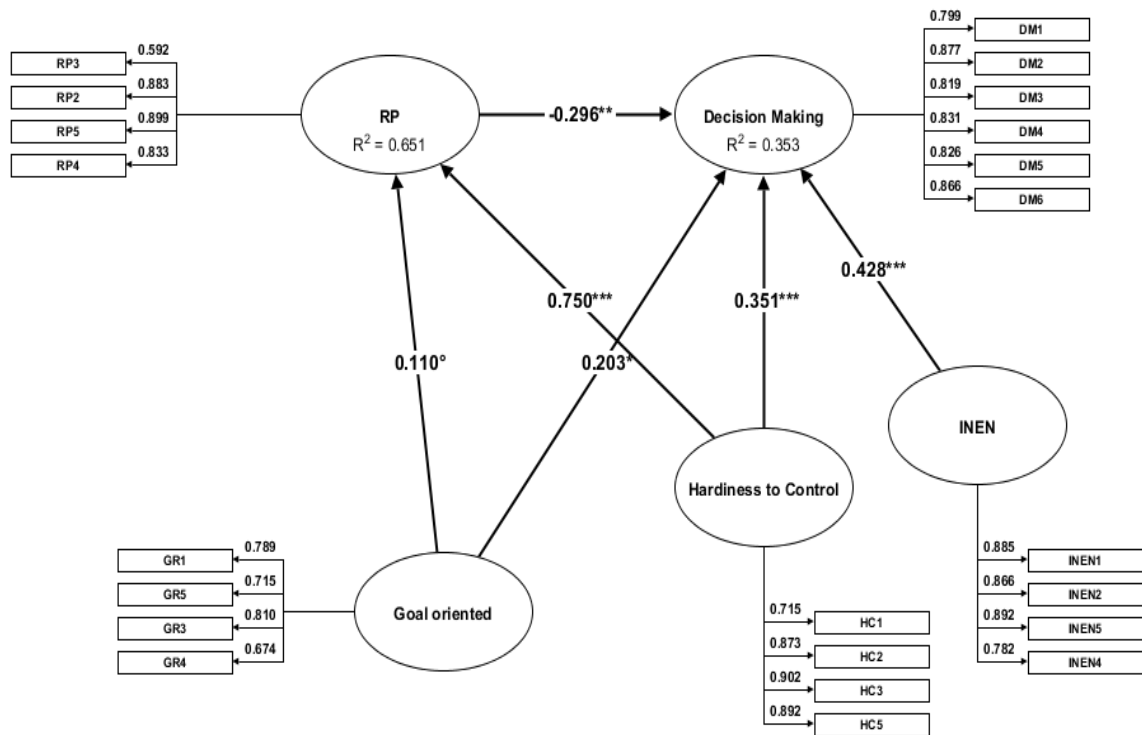 0.592
RP3
0.883
RP2
0.899
RP5
0.833
RP4
RP
R² = 0.651
-0.296**
Decision Making
R² = 0.353
0.799
DM1
0.877
DM2
0.819
DM3
0.831
DM4
0.826
DM5
0.866
DM6
0.750***
0.351***
0.428***
0.110°
0.203*
INEN
Hardiness to Control
Goal oriented
0.789
GR1
0.715
GR5
0.810
GR3
0.674
GR4
0.715
HC1
0.873
HC2
0.902
HC3
0.892
HC5
0.885
INEN1
0.866
INEN2
0.892
INEN5
0.782
INEN4